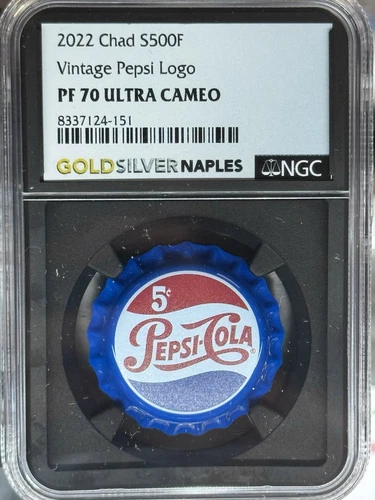 2022 Chad S500F
Vintage Pepsi Logo
PF 70 ULTRA CAMEO
8337124-151
GOLDSILVERNAPLES
NGC
5¢
PEPSI-COLA